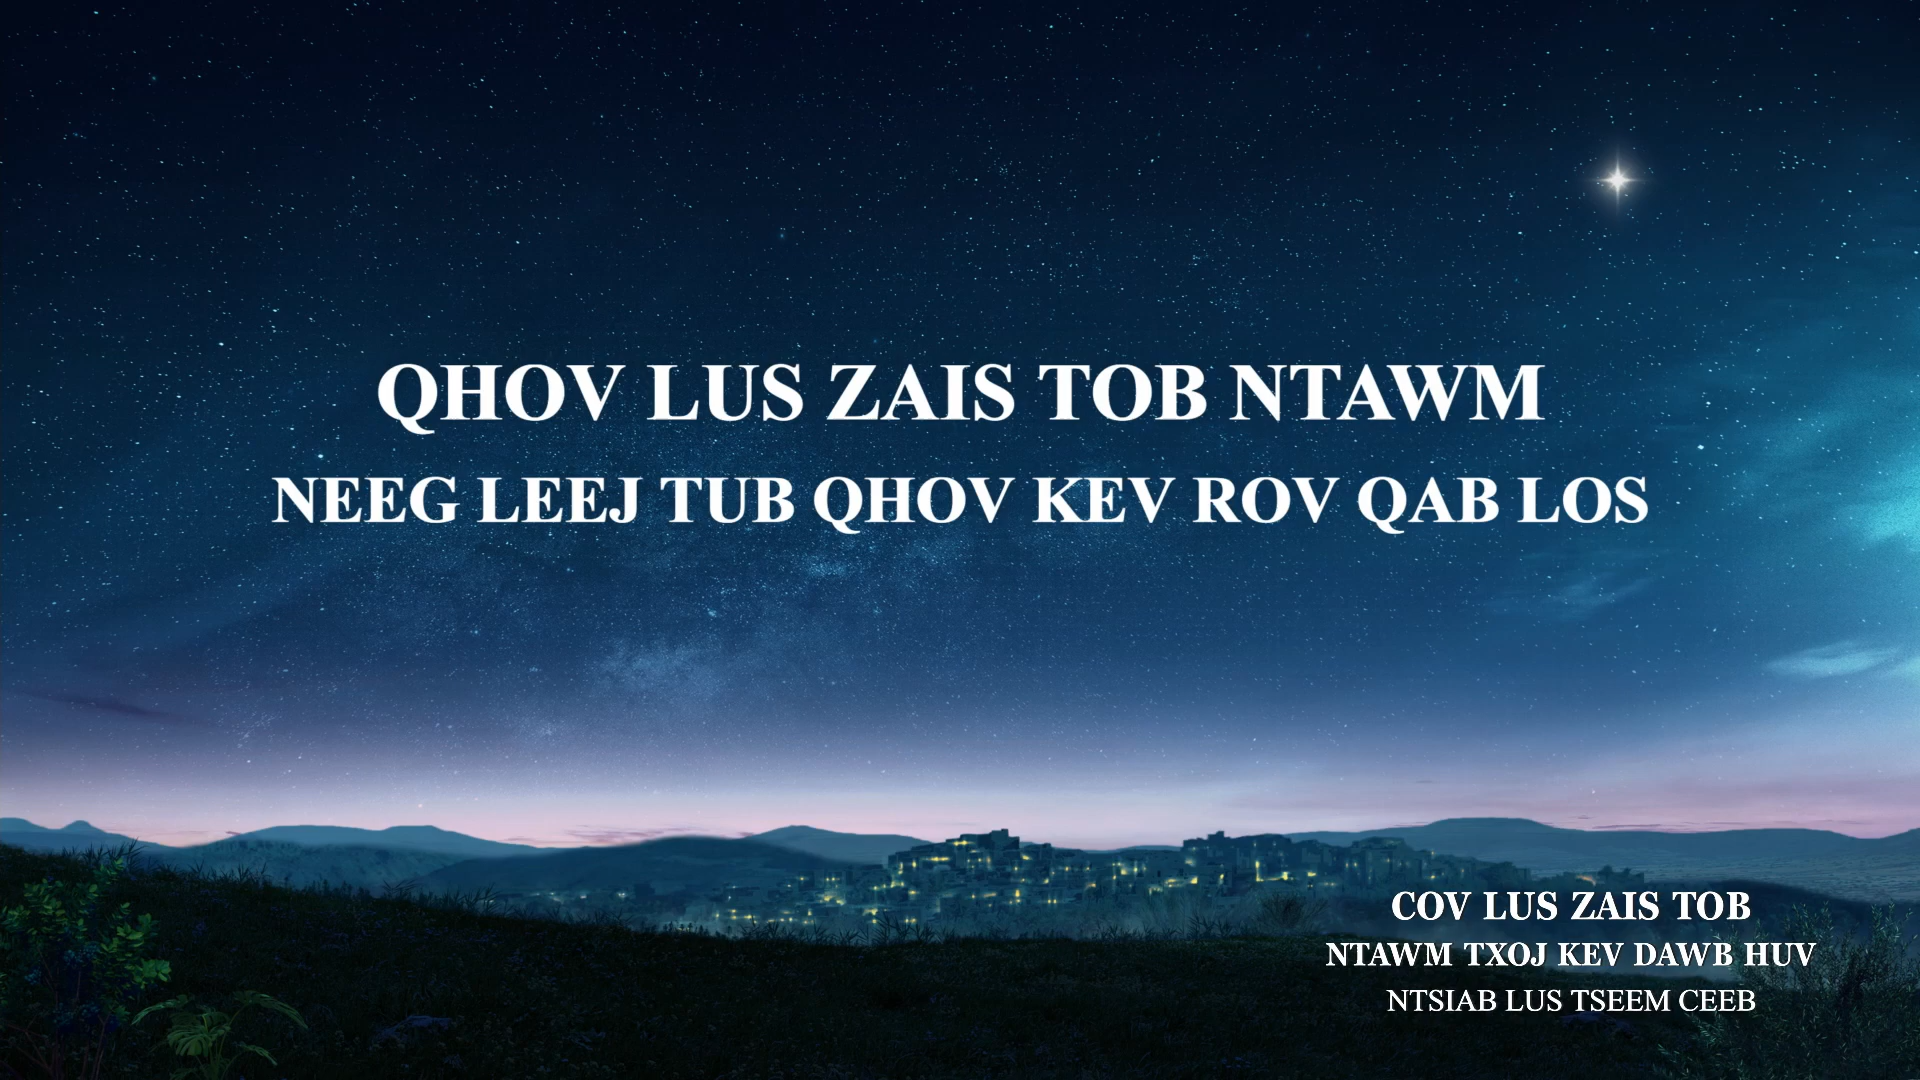 QHOV LUS ZAIS TOB NTAWM
NEEG LEEJ TUB QHOV KEV ROV QAB LOS
COV LUS ZAIS TOB
NTAWM TXOJ KEV DAWB HUV
NTSIAB LUS TSEEM CEEB